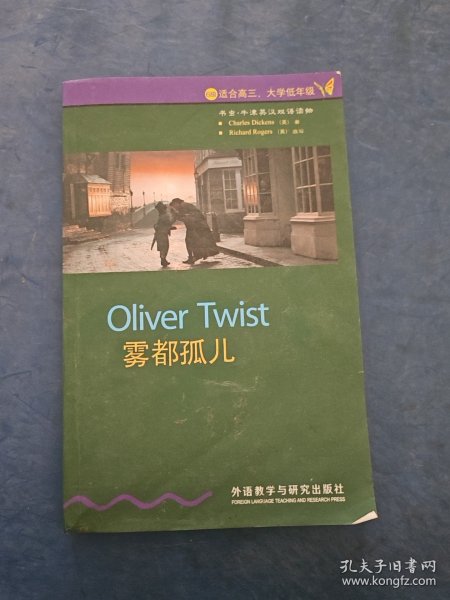 适合高三、大学低年级
书虫·牛津英汉双语读物
■ Charles Dickens (英) 著
■ Richard Rogers (英) 改写
Oliver Twist
雾都孤儿
外语教学与研究出版社
FOREIGN LANGUAGE TEACHING AND RESEARCH PRESS
孔夫子旧书网
www.kongfz.com